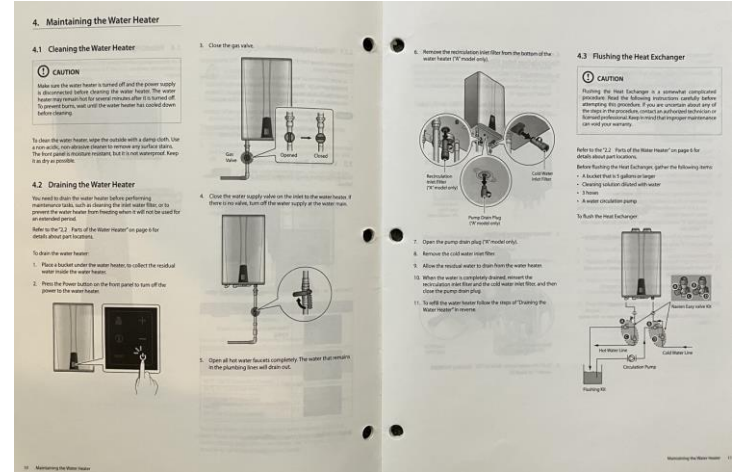 4. Maintaining the Water Heater
4.1 Cleaning the Water Heater
CAUTION
Make sure the water heater is turned off and the power supply
is disconnected before cleaning the water heater. The water
heater may remain hot for several minutes after it is turned off.
To prevent burns, wait until the water heater has cooled down
before cleaning.
To clean the water heater, wipe the outside with a damp cloth. Use
a non-acidic, non-abrasive cleaner to remove any surface stains.
The front panel is moisture resistant, but it is not waterproof. Keep
it as dry as possible.
4.2 Draining the Water Heater
You need to drain the water heater before performing
maintenance tasks, such as cleaning the inlet water filter, or to
prevent the water heater from freezing when it will not be used for
an extended period.
Refer to the "2.2 Parts of the Water Heater" on page 6 for
details about part locations.
To drain the water heater:
1. Place a bucket under the water heater, to collect the residual
water inside the water heater.
2. Press the Power button on the front panel to turn off the
power to the water heater.
3. Close the gas valve.
Gas
Valve
Opened
Closed
4. Close the water supply valve on the inlet to the water heater. If
there is no valve, turn off the water supply at the water main.
5. Open all hot water faucets completely. The water that remains
in the plumbing lines will drain out.
10 Maintaining the Water Heater
6. Remove the recirculation inlet filter from the bottom of the
water heater ("A" model only).
Recirculation
Inlet Filter
("A" model only)
Cold Water
Inlet Filter
Pump Drain Plug
("A" model only)
7. Open the pump drain plug ("A" model only).
8. Remove the cold water inlet filter.
9. Allow the residual water to drain from the water heater.
10. When the water is completely drained, reinsert the
recirculation inlet filter and the cold water inlet filter, and then
close the pump drain plug.
11. To refill the water heater follow the steps of "Draining the
Water Heater" in reverse.
4.3 Flushing the Heat Exchanger
CAUTION
Flushing the Heat Exchanger is a somewhat complicated
procedure. Read the following instructions carefully before
attempting this procedure. If you are uncertain about any of
the steps in the procedure, contact an authorized technician or
licensed professional. Keep in mind that improper maintenance
can void your warranty.
Refer to the "2.2 Parts of the Water Heater" on page 6 for
details about part locations.
Before flushing the Heat Exchanger, gather the following items:
• A bucket that is 5 gallons or larger
• Cleaning solution diluted with water
• 3 hoses
• A water circulation pump
To flush the Heat Exchanger:
Easy valve Kit
Hot Water Line
Cold Water Line
Circulation Pump
Flushing Kit
Maintaining the Water Heater 11